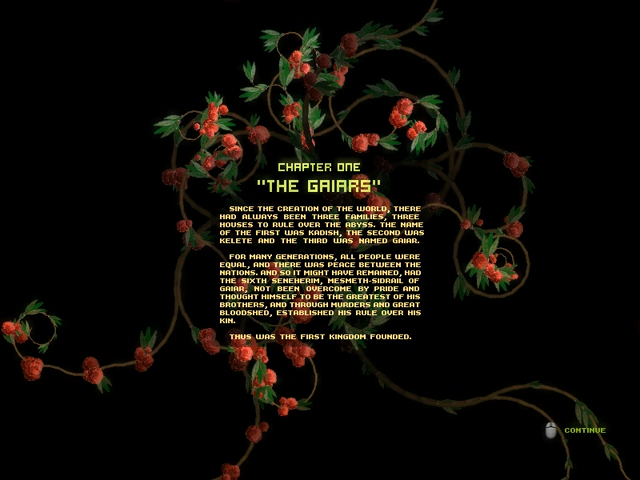 CHAPTER ONE
"THE GAIARS"
SINCE THE CREATION OF THE WORLD, THERE
HAD ALWAYS BEEN THREE FAMILIES, THREE
HOUSES TO RULE OVER THE ABYSS. THE NAME
OF THE FIRST WAS KADISH, THE SECOND WAS
KELETE AND THE THIRD WAS NAMED GAIAR.
FOR MANY GENERATIONS, ALL PEOPLE WERE
EQUAL, AND THERE WAS PEACE BETWEEN THE
NATIONS. AND SO IT MIGHT HAVE REMAINED, HAD
THE SIXTH SENEHERIM, MESMETH-SIDRAIL OF
GAIAR, NOT BEEN OVERCOME BY PRIDE AND
THOUGHT HIMSELF TO BE THE GREATEST OF HIS
BROTHERS, AND THROUGH MURDERS AND GREAT
BLOODSHED, ESTABLISHED HIS RULE OVER HIS
KIN.
THUS WAS THE FIRST KINGDOM FOUNDED.
CONTINUE